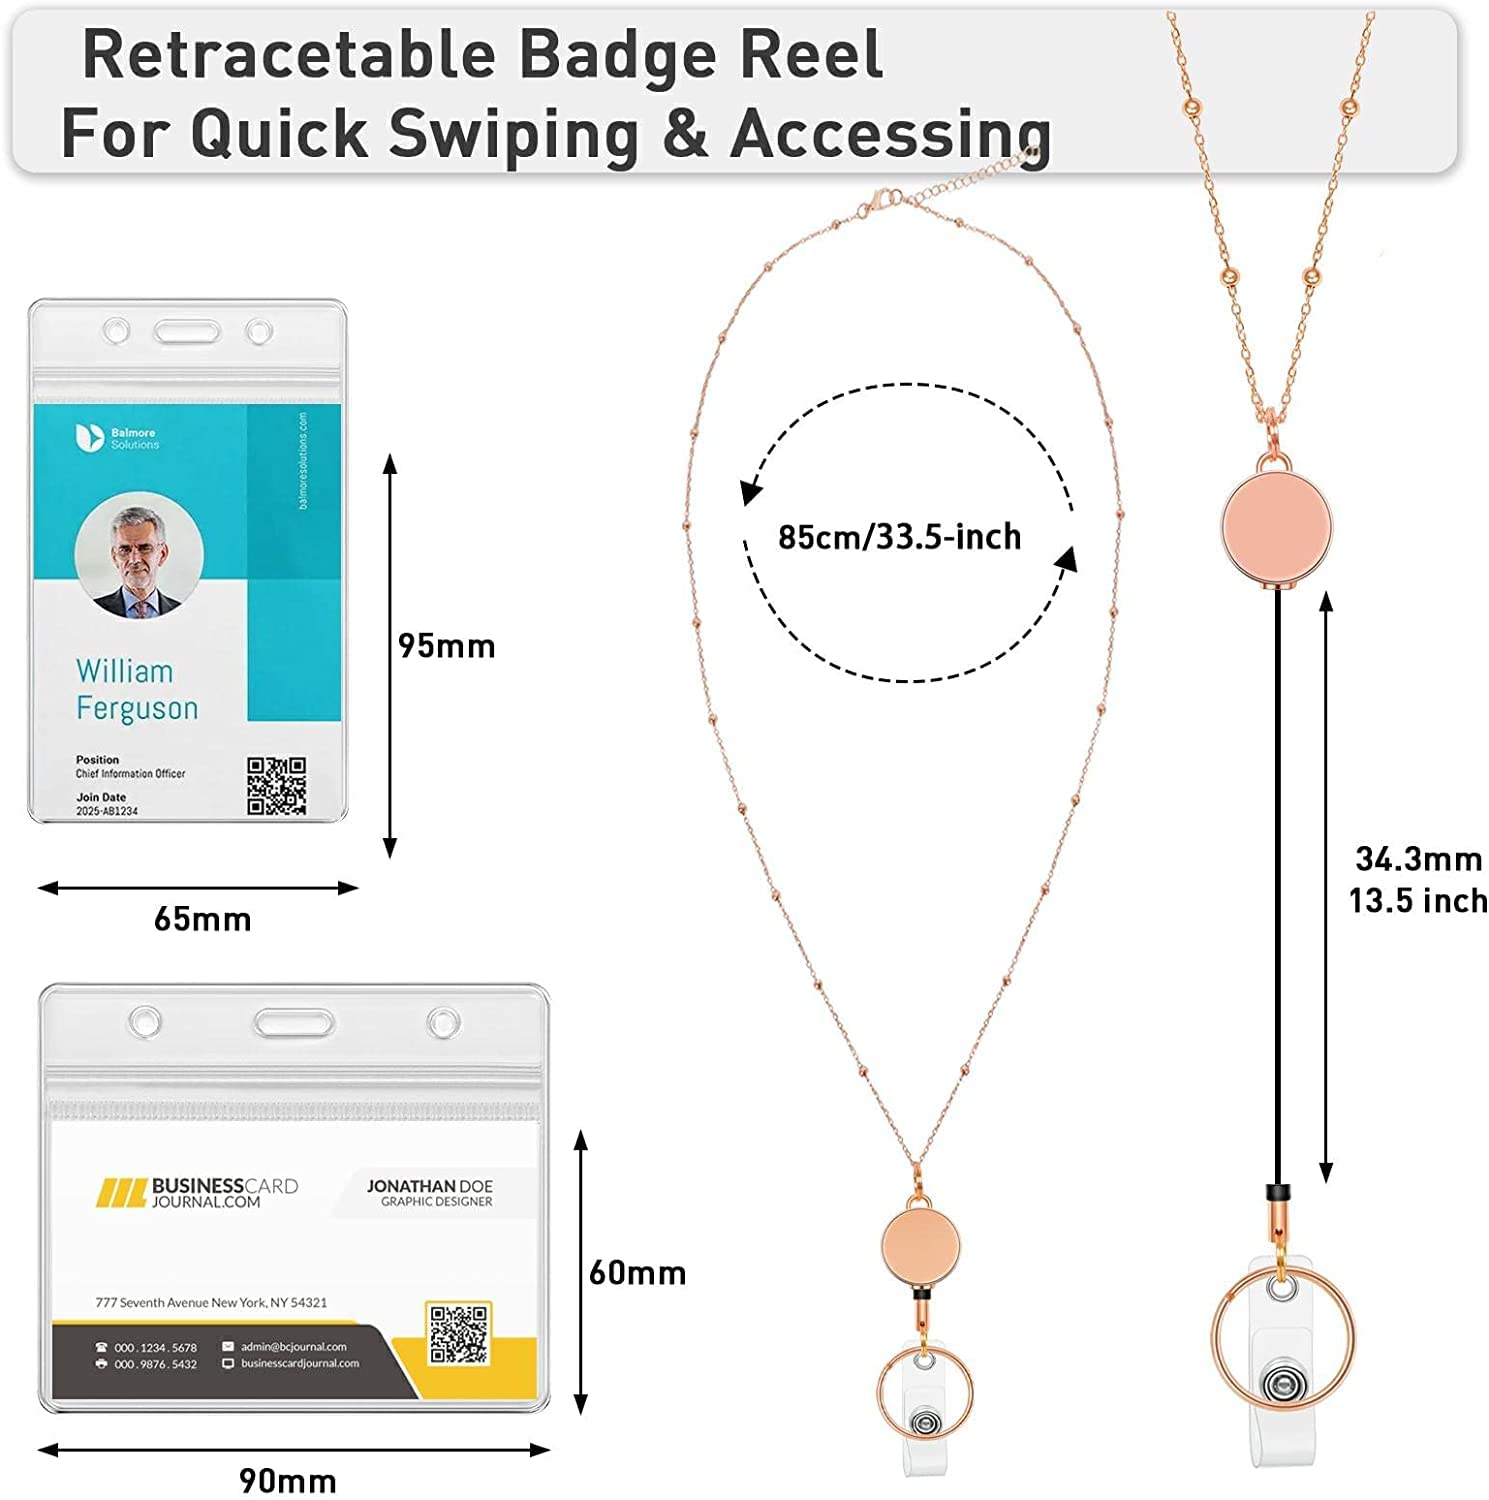 Retracetable Badge Reel
For Quick Swiping & Accessing
Balmore
Solutions
balmoresolutions.com
William
Ferguson
Position
Chief Information Officer
Join Date
2025-AB1234
95mm
65mm
85cm/33.5-inch
34.3mm
13.5 inch
BUSINESSCARD
JOURNAL.COM
JONATHAN DOE
GRAPHIC DESIGNER
777 Seventh Avenue New York, NY 54321
000 . 1234 . 5678
admin@bcjournal.com
000 . 9876 . 5432
businesscardjournal.com
60mm
90mm